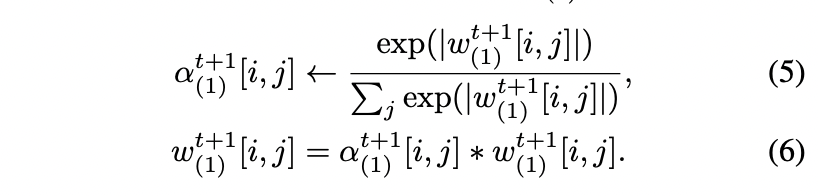 α_{(1)}^{t+1}[i, j] ← \frac{exp(|w_{(1)}^{t+1}[i, j]|)}{∑_j exp(|w_{(1)}^{t+1}[i, j]|)}, (5)
w_{(1)}^{t+1}[i, j] = α_{(1)}^{t+1}[i, j] ∗ w_{(1)}^{t+1}[i, j]. (6)